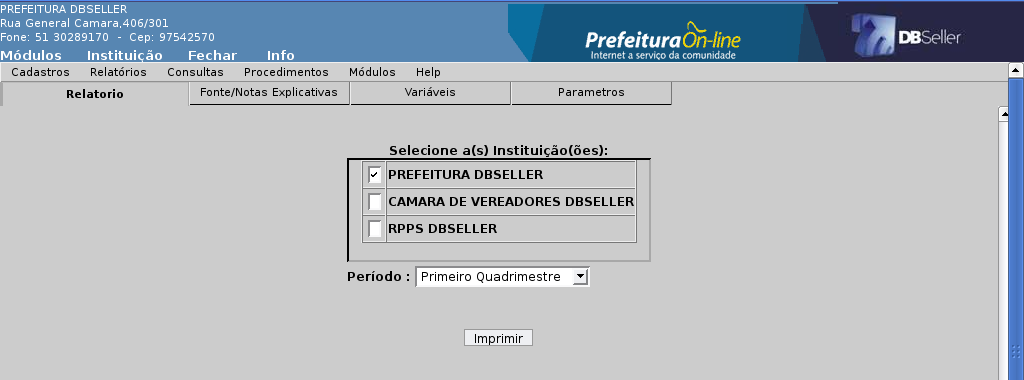 PREFEITURA DBSELLER
Rua General Camara,406/301
Fone: 51 30289170 - Cep: 97542570
Prefeitura On-line
Internet a serviço da comunidade
DBSeller
Módulos Instituição Fechar Info
Cadastros Relatórios Consultas Procedimentos Módulos Help
Relatorio Fonte/Notas Explicativas Variáveis Parametros
Selecione a(s) Instituição(ões):
PREFEITURA DBSELLER
CAMARA DE VEREADORES DBSELLER
RPPS DBSELLER
Período : Primeiro Quadrimestre
Imprimir